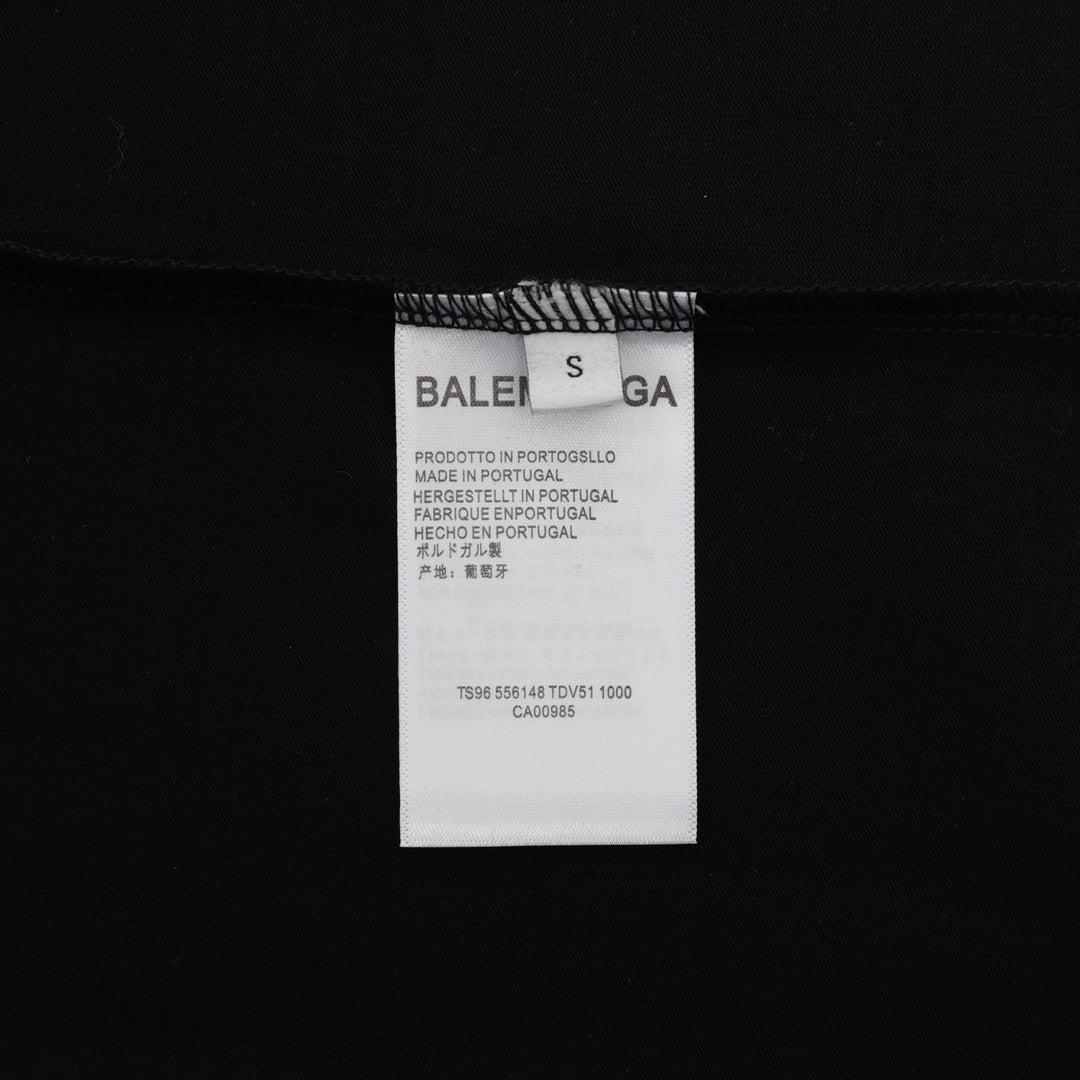 S
BALEN GA
PRODOTTO IN PORTOGSLLO
MADE IN PORTUGAL
HERGESTELLT IN PORTUGAL
FABRIQUE ENPORTUGAL
HECHO EN PORTUGAL
ポルドガル製
产地：葡萄牙
TS96 556148 TDV51 1000
CA00985